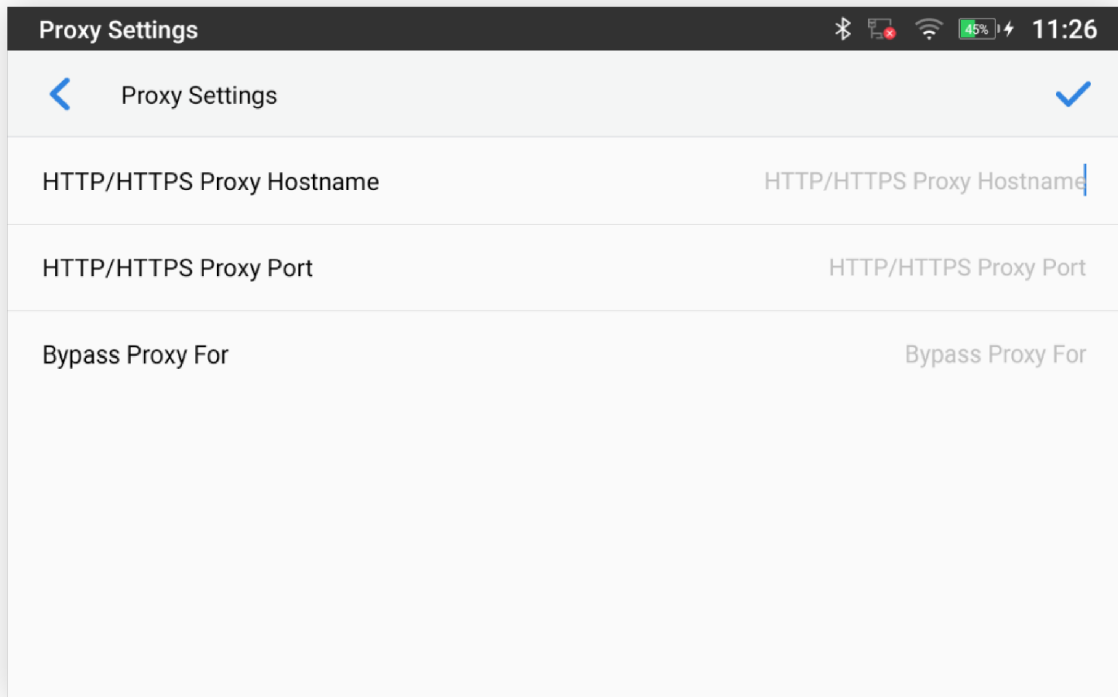 Proxy Settings 45% 11:26
Proxy Settings
HTTP/HTTPS Proxy Hostname HTTP/HTTPS Proxy Hostname
HTTP/HTTPS Proxy Port HTTP/HTTPS Proxy Port
Bypass Proxy For Bypass Proxy For